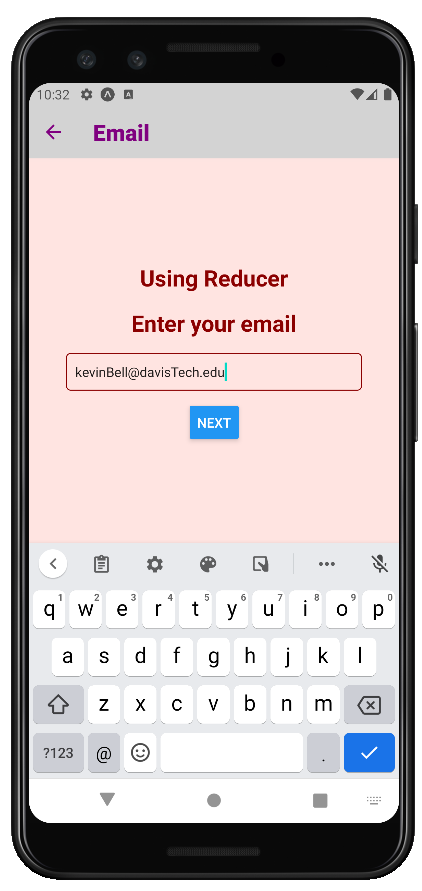 10:32
Email
Using Reducer
Enter your email
kevinBell@davisTech.edu
NEXT
1 2 3 4 5 6 7 8 9 0
q w e r t y u i o p
a s d f g h j k l
z x c v b n m
?123 @ .